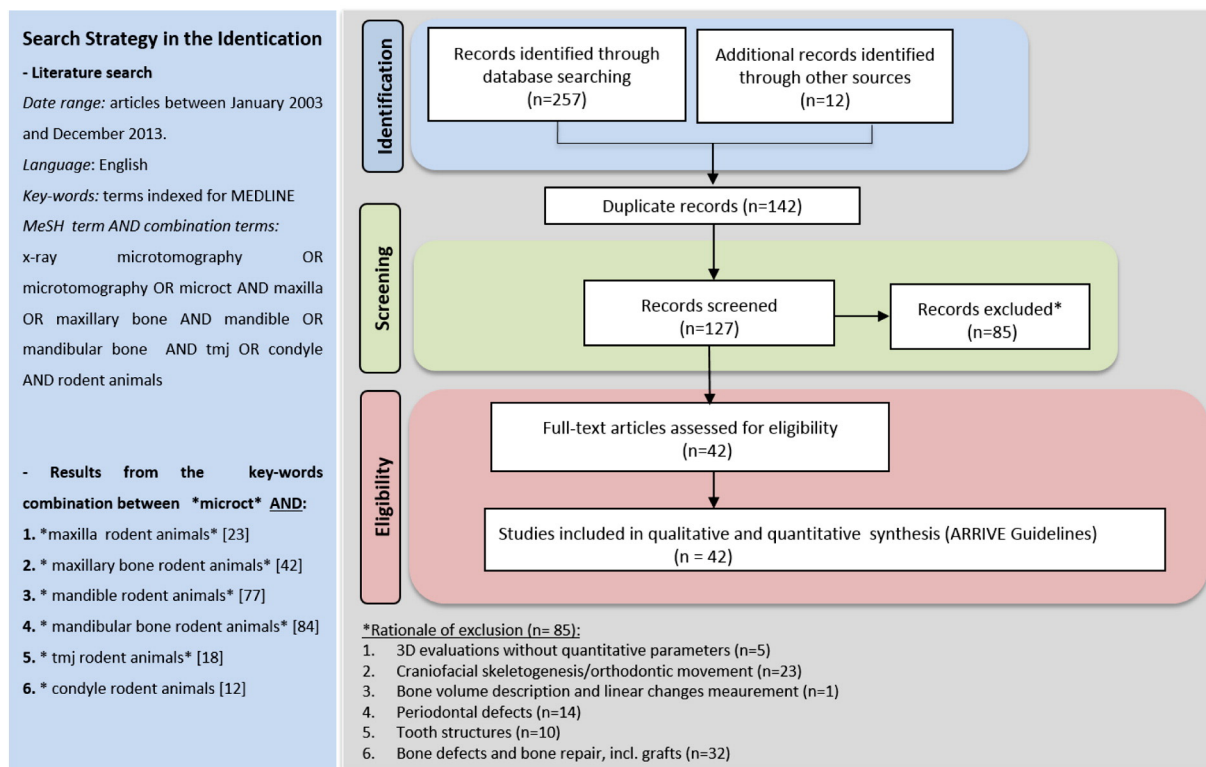 Search Strategy in the Identication
- Literature search
Date range: articles between January 2003
and December 2013.
Language: English
Key-words: terms indexed for MEDLINE
MeSH term AND combination terms:
x-ray microtomography OR
microtomography OR microct AND maxilla
OR maxillary bone AND mandible OR
mandibular bone AND tmj OR condyle
AND rodent animals
- Results from the key-words
combination between *microct* AND:
1. *maxilla rodent animals* [23]
2. * maxillary bone rodent animals* [42]
3. * mandible rodent animals* [77]
4. * mandibular bone rodent animals* [84]
5. * tmj rodent animals* [18]
6. * condyle rodent animals [12]
Identification
Records identified through
database searching
(n=257)
Additional records identified
through other sources
(n=12)
Duplicate records (n=142)
Screening
Records screened
(n=127)
Records excluded*
(n=85)
Eligibility
Full-text articles assessed for eligibility
(n=42)
Studies included in qualitative and quantitative synthesis (ARRIVE Guidelines)
(n = 42)
*Rationale of exclusion (n= 85):
1. 3D evaluations without quantitative parameters (n=5)
2. Craniofacial skeletogenesis/orthodontic movement (n=23)
3. Bone volume description and linear changes meaurement (n=1)
4. Periodontal defects (n=14)
5. Tooth structures (n=10)
6. Bone defects and bone repair, incl. grafts (n=32)